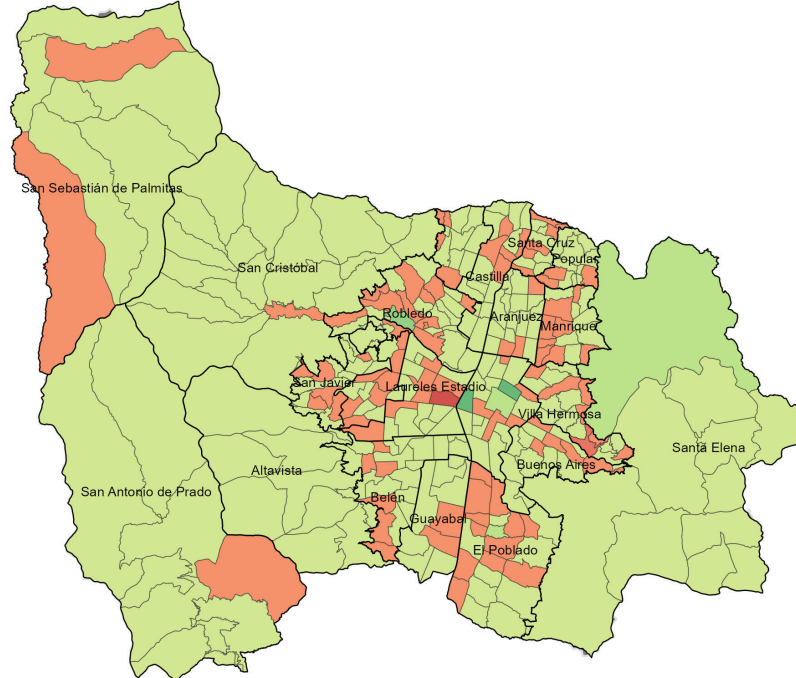 San Sebastián de Palmitas
Santa Cruz
Popular
San Cristóbal
Castilla
Robledo
Aranjuez
Manrique
San Javier
Laureles Estadio
Villa Hermosa
Santa Elena
Buenos Aires
Altavista
San Antonio de Prado
Belén
Guayabal
El Poblado